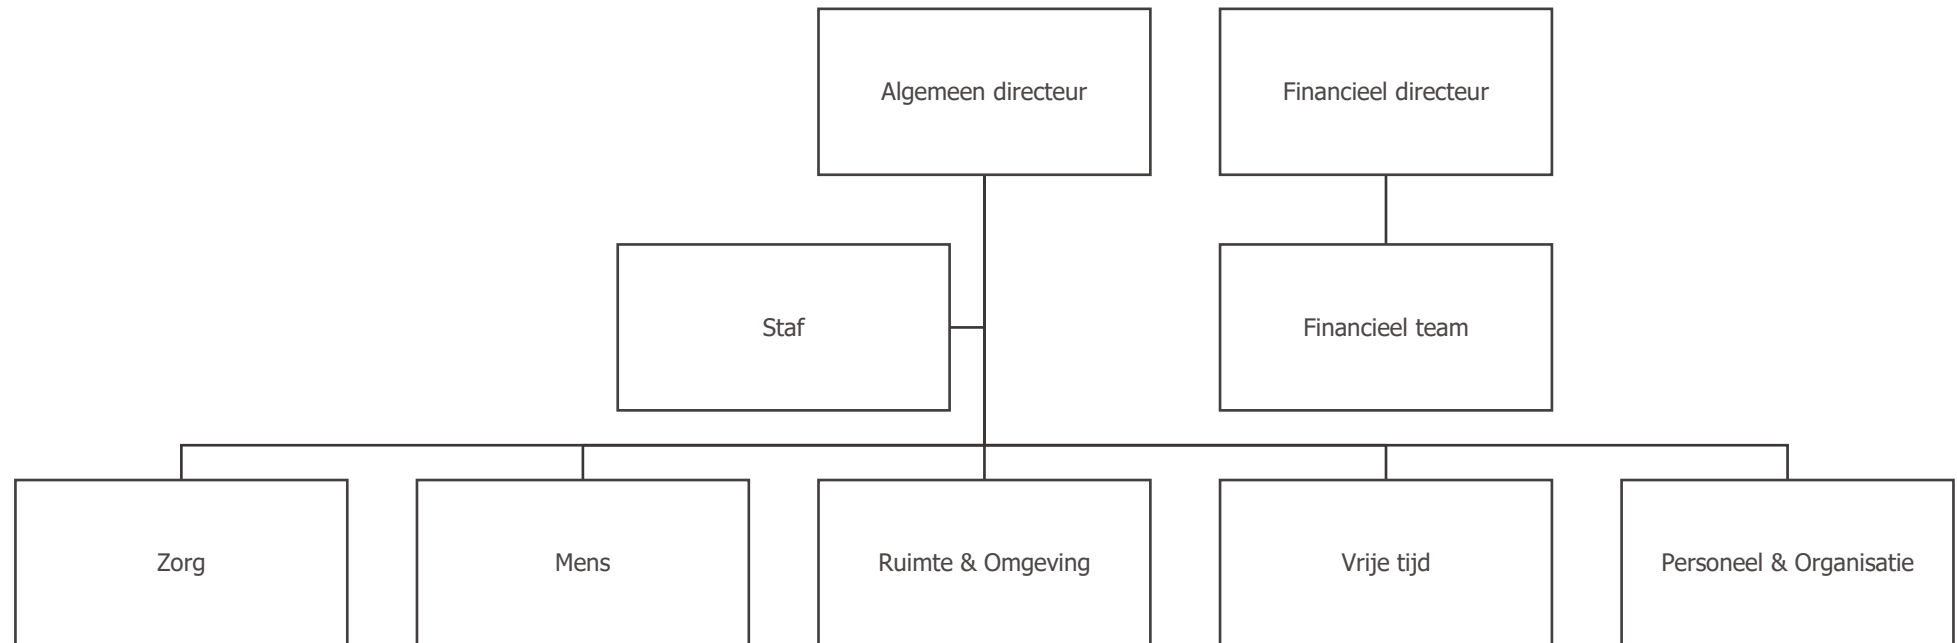 Algemeen directeur
Financieel directeur
Staf
Financieel team
Zorg
Mens
Ruimte & Omgeving
Vrije tijd
Personeel & Organisatie